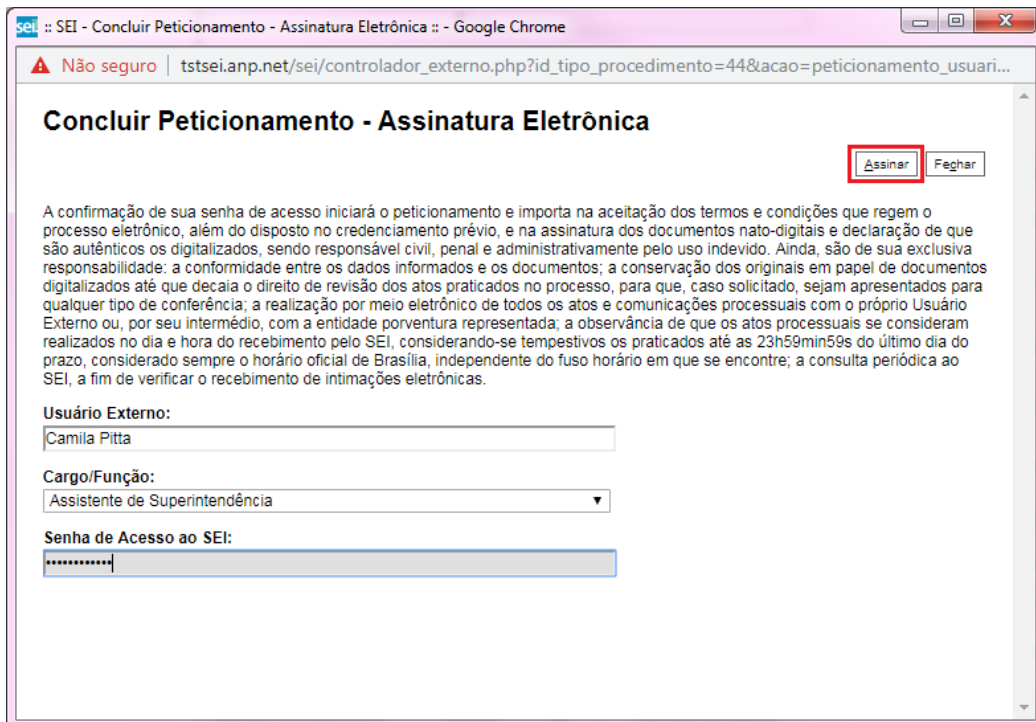 sei :: SEI - Concluir Peticionamento - Assinatura Eletrônica :: - Google Chrome
Não seguro | tstsei.anp.net/sei/controlador_externo.php?id_tipo_procedimento=44&acao=peticionamento_usuari...
Concluir Peticionamento - Assinatura Eletrônica
Assinar Fechar
A confirmação de sua senha de acesso iniciará o peticionamento e importa na aceitação dos termos e condições que regem o
processo eletrônico, além do disposto no credenciamento prévio, e na assinatura dos documentos nato-digitais e declaração de que
são autênticos os digitalizados, sendo responsável civil, penal e administrativamente pelo uso indevido. Ainda, são de sua exclusiva
responsabilidade: a conformidade entre os dados informados e os documentos; a conservação dos originais em papel de documentos
digitalizados até que decaia o direito de revisão dos atos praticados no processo, para que, caso solicitado, sejam apresentados para
qualquer tipo de conferência; a realização por meio eletrônico de todos os atos e comunicações processuais com o próprio Usuário
Externo ou, por seu intermédio, com a entidade porventura representada; a observância de que os atos processuais se consideram
realizados no dia e hora do recebimento pelo SEI, considerando-se tempestivos os praticados até as 23h59min59s do último dia do
prazo, considerado sempre o horário oficial de Brasília, independente do fuso horário em que se encontre; a consulta periódica ao
SEI, a fim de verificar o recebimento de intimações eletrônicas.
Usuário Externo:
Camila Pitta
Cargo/Função:
Assistente de Superintendência
Senha de Acesso ao SEI:
••••••••••••